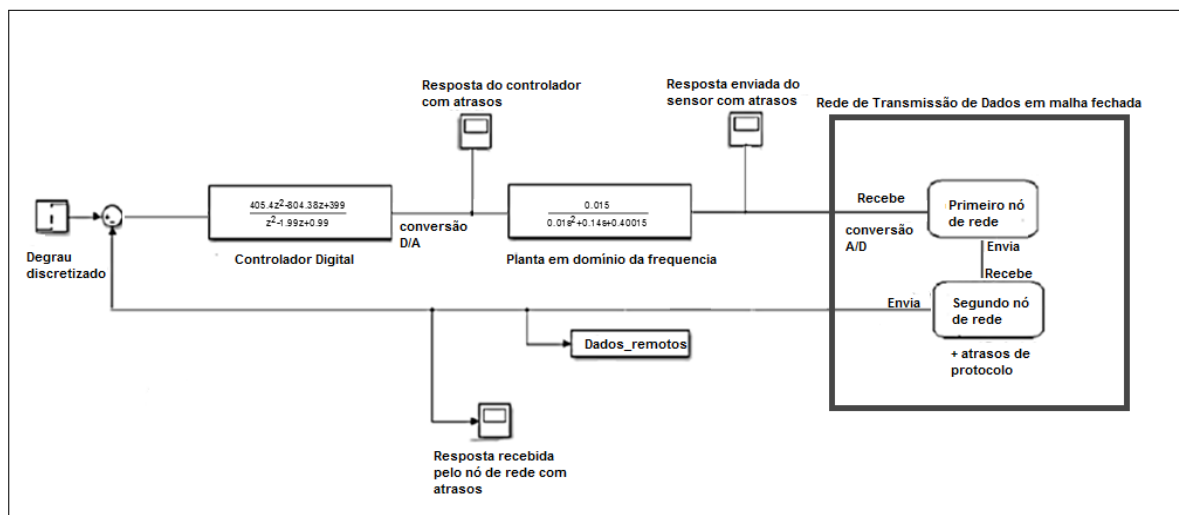 Resposta do controlador
com atrasos
Resposta enviada do
sensor com atrasos
Rede de Transmissão de Dados em malha fechada
Degrau
discretizado
405.4z²-804.38z+399
z²-1.99z+0.99
Controlador Digital
conversão
D/A
0.015
0.01s²+0.14s+0.40015
Planta em domínio da frequencia
Recebe
conversão
A/D
Primeiro nó
de rede
Envia
Recebe
Envia
Segundo nó
de rede
+ atrasos de
protocolo
Dados_remotos
Resposta recebida
pelo nó de rede com
atrasos